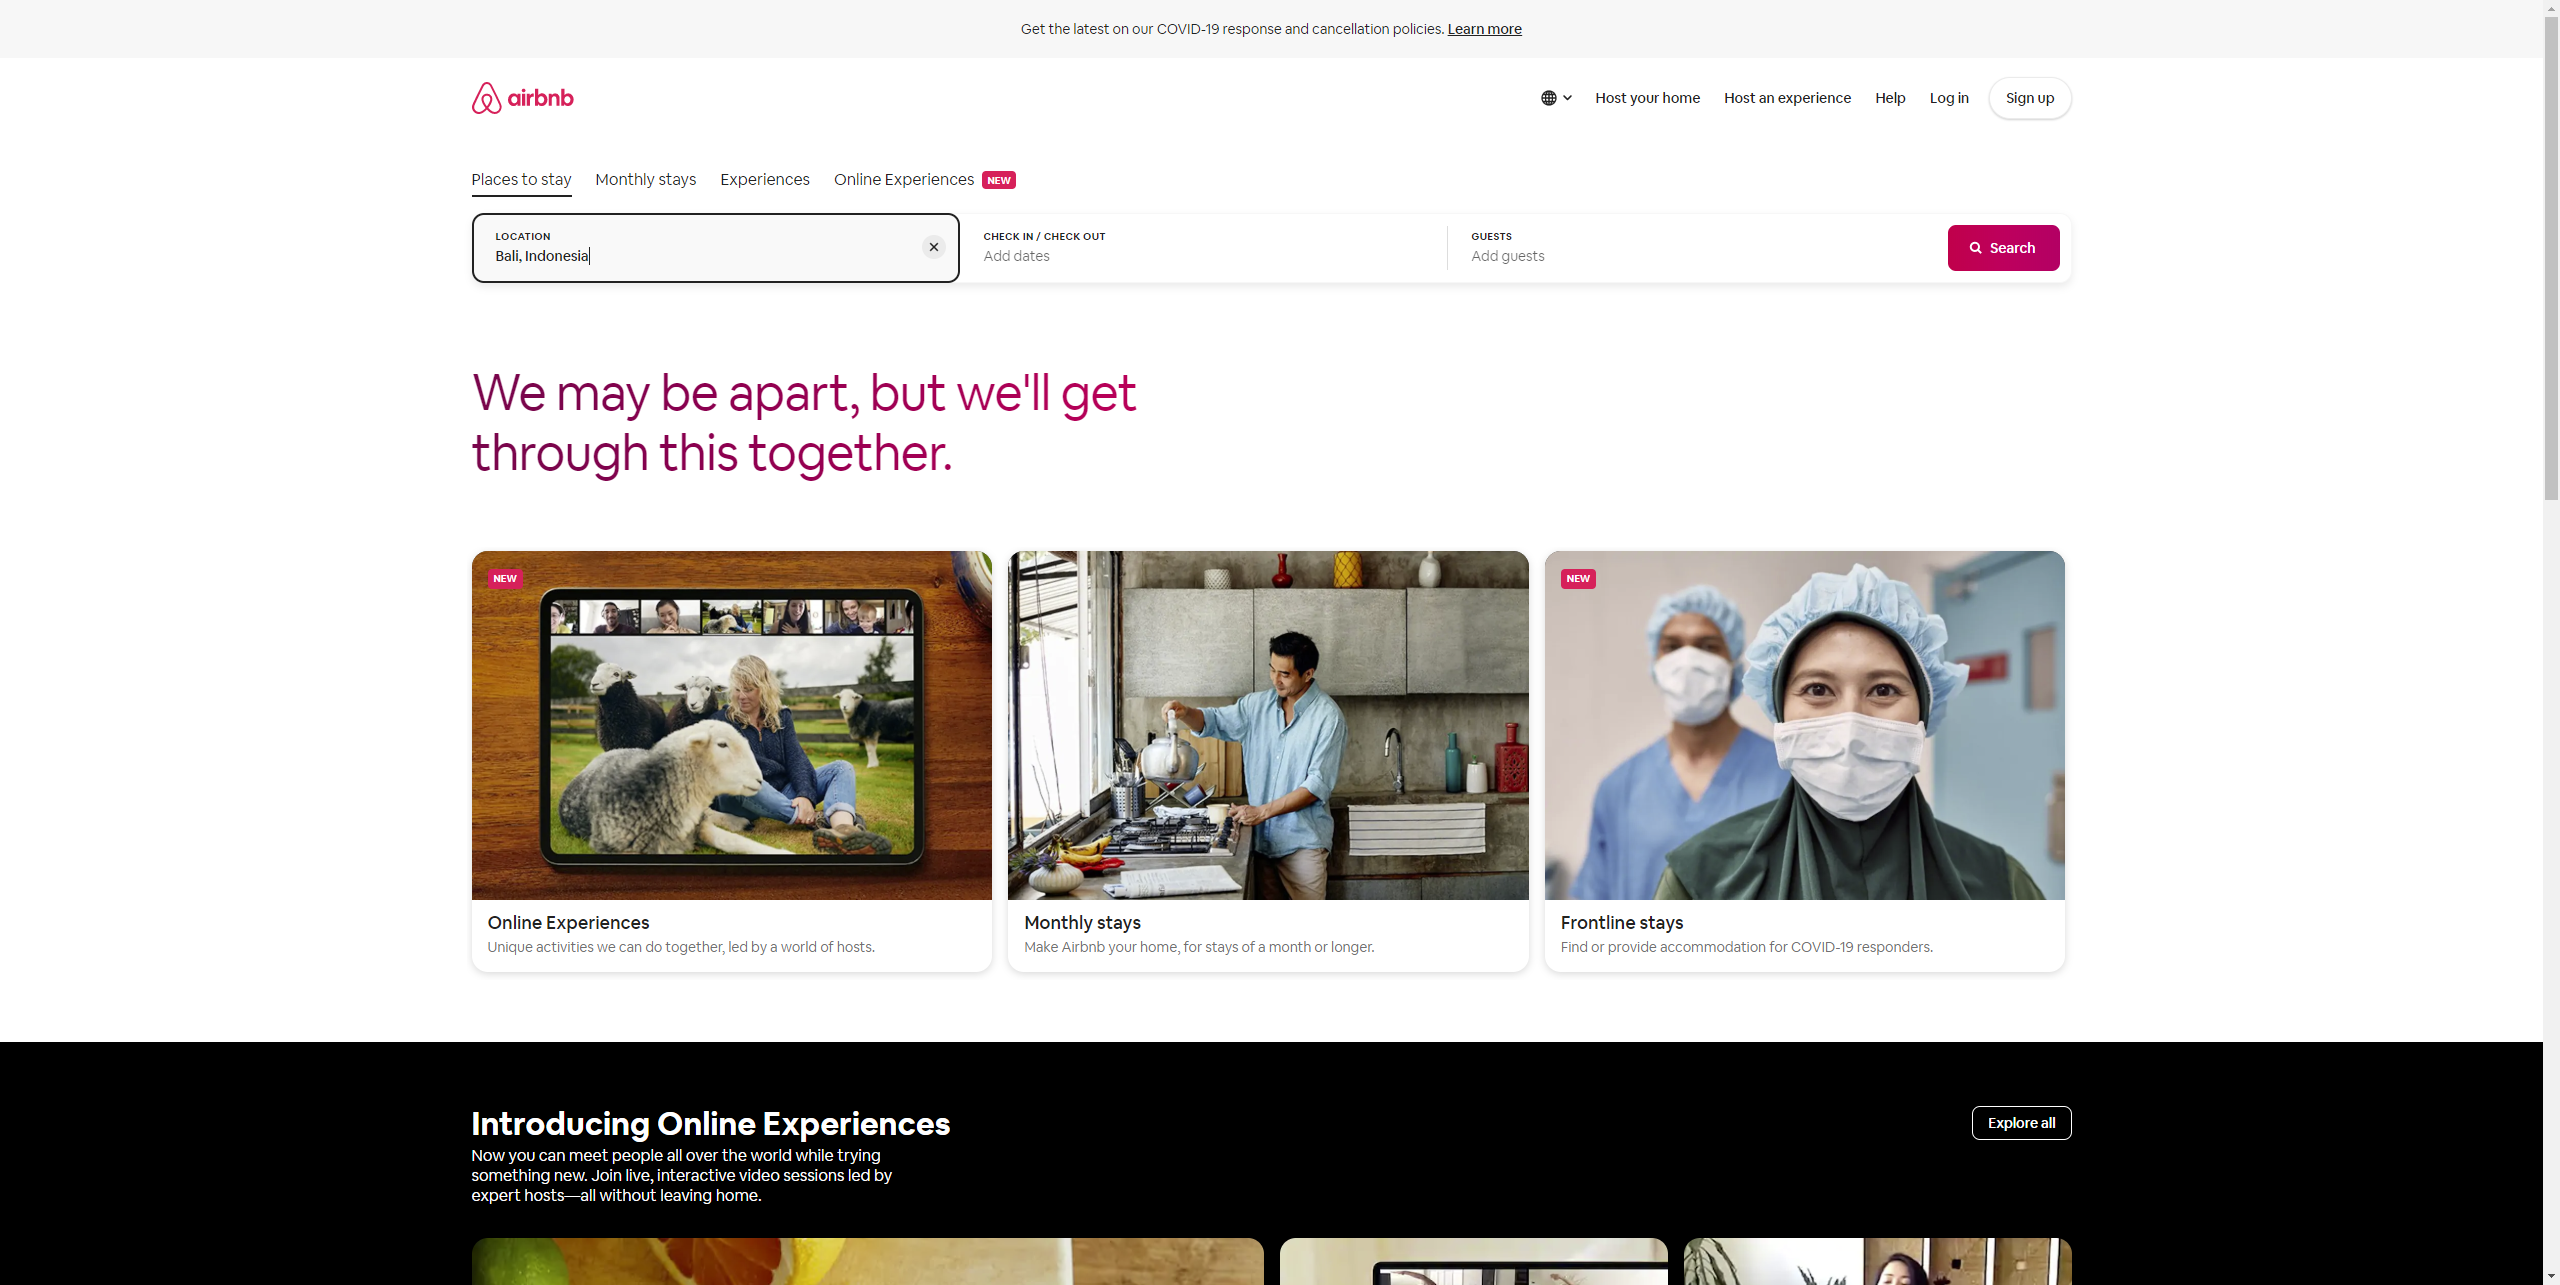 Get the latest on our COVID-19 response and cancellation policies. Learn more
airbnb
Host your home
Host an experience
Help
Log in
Sign up
Places to stay
Monthly stays
Experiences
Online Experiences
NEW
LOCATION
Bali, Indonesia
CHECK IN / CHECK OUT
Add dates
GUESTS
Add guests
Search
We may be apart, but we'll get
through this together.
NEW
Online Experiences
Unique activities we can do together, led by a world of hosts.
Monthly stays
Make Airbnb your home, for stays of a month or longer.
NEW
Frontline stays
Find or provide accommodation for COVID-19 responders.
Introducing Online Experiences
Explore all
Now you can meet people all over the world while trying
something new. Join live, interactive video sessions led by
expert hosts—all without leaving home.